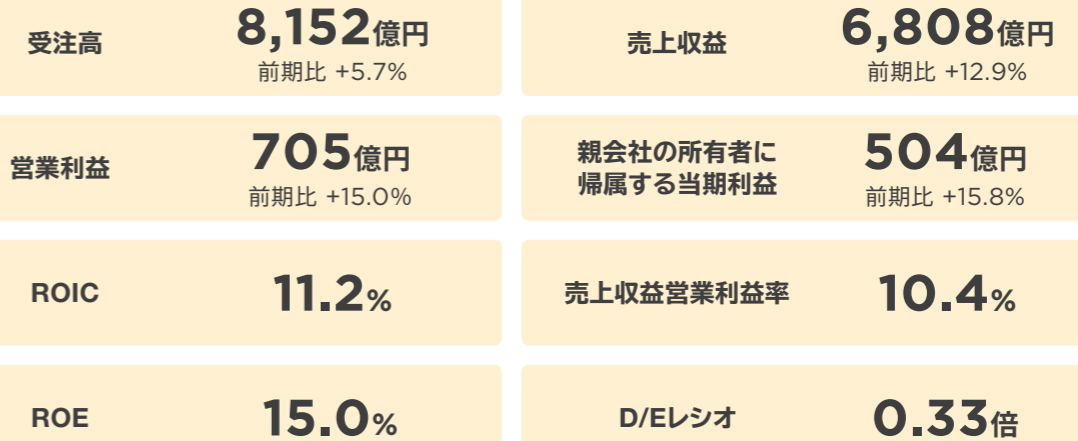 受注高
8,152億円
前期比 +5.7%
売上収益
6,808億円
前期比 +12.9%
営業利益
705億円
前期比 +15.0%
親会社の所有者に
帰属する当期利益
504億円
前期比 +15.8%
ROIC
11.2%
売上収益営業利益率
10.4%
ROE
15.0%
D/Eレシオ
0.33倍